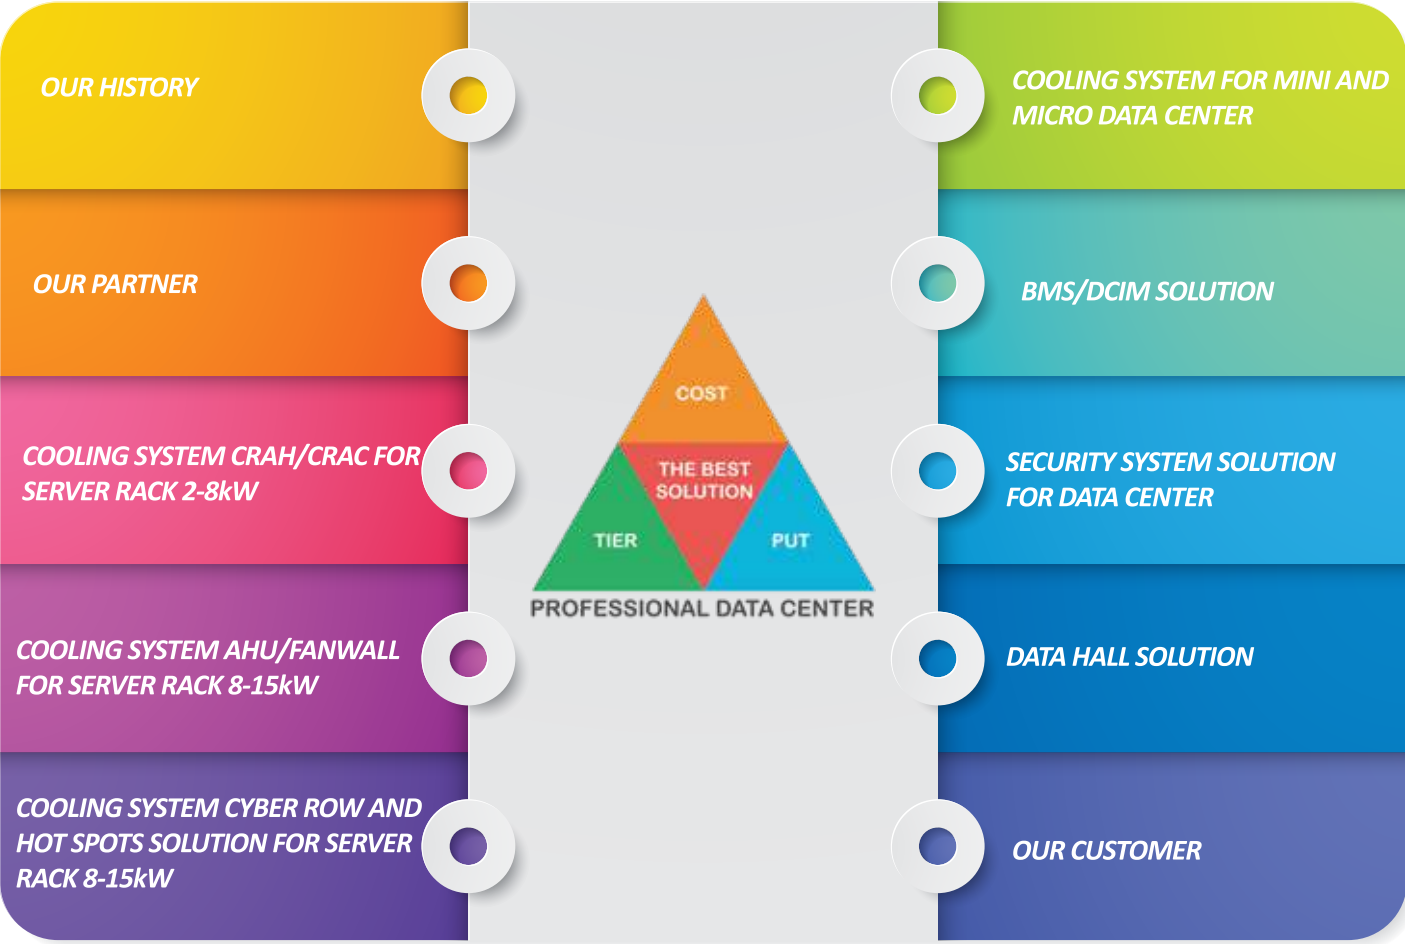 OUR HISTORY
OUR PARTNER
COOLING SYSTEM CRAH/CRAC FOR
SERVER RACK 2-8kW
COOLING SYSTEM AHU/FANWALL
FOR SERVER RACK 8-15kW
COOLING SYSTEM CYBER ROW AND
HOT SPOTS SOLUTION FOR SERVER
RACK 8-15kW
COST
THE BEST
SOLUTION
TIER
PUT
PROFESSIONAL DATA CENTER
COOLING SYSTEM FOR MINI AND
MICRO DATA CENTER
BMS/DCIM SOLUTION
SECURITY SYSTEM SOLUTION
FOR DATA CENTER
DATA HALL SOLUTION
OUR CUSTOMER